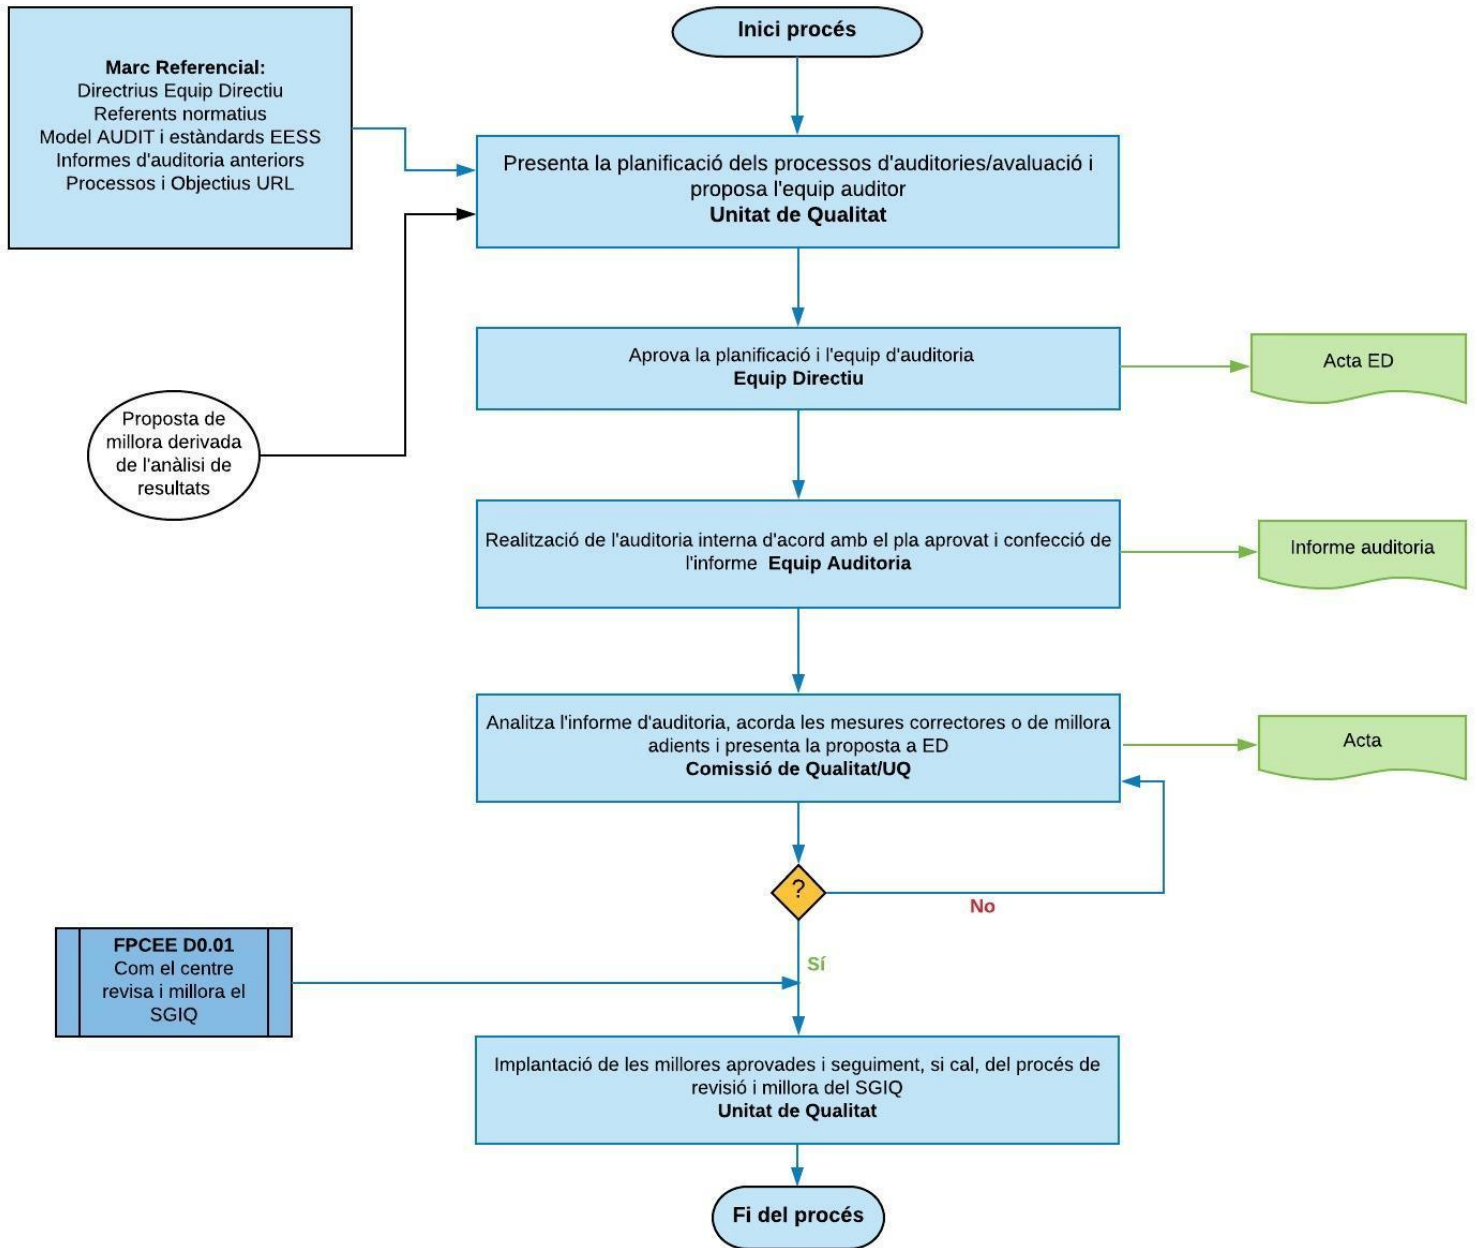 Inici procés
Marc Referencial:
Directrius Equip Directiu
Referents normatius
Model AUDIT i estàndards EESS
Informes d'auditoria anteriors
Processos i Objectius URL
Presenta la planificació dels processos d'auditories/avaluació i
proposa l'equip auditor
Unitat de Qualitat
Aprova la planificació i l'equip d'auditoria
Equip Directiu
Acta ED
Proposta de
millora derivada
de l'anàlisi de
resultats
Realització de l'auditoria interna d'acord amb el pla aprovat i confecció de
l'informe Equip Auditoria
Informe auditoria
Analitza l'informe d'auditoria, acorda les mesures correctores o de millora
adients i presenta la proposta a ED
Comissió de Qualitat/UQ
Acta
?
No
Sí
FPCEE D0.01
Com el centre
revisa i millora el
SGIQ
Implantació de les millores aprovades i seguiment, si cal, del procés de
revisió i millora del SGIQ
Unitat de Qualitat
Fi del procés